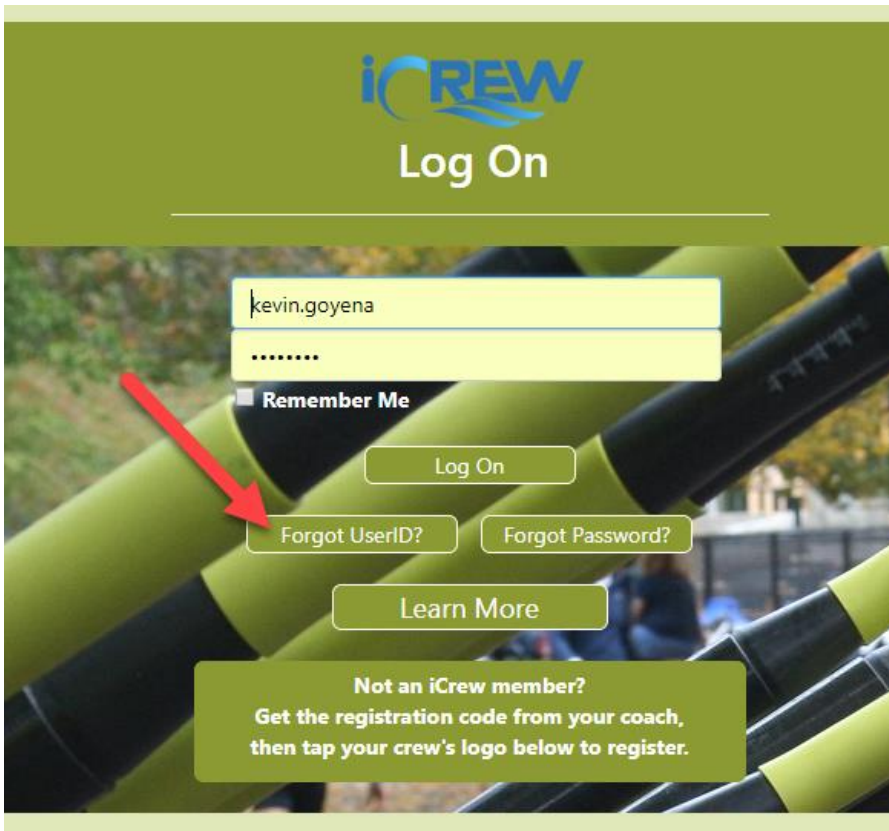 iCREW
Log On
kevin.goyena
••••••••
Remember Me
Log On
Forgot UserID?
Forgot Password?
Learn More
Not an iCrew member?
Get the registration code from your coach,
then tap your crew's logo below to register.